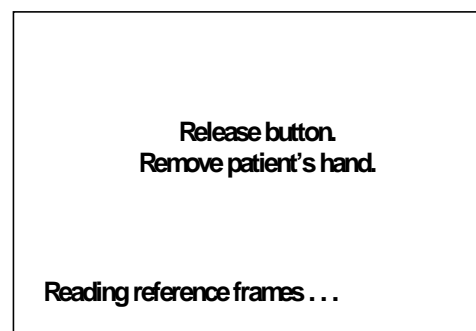 Release button.
Remove patient's hand.
Reading reference frames . . .